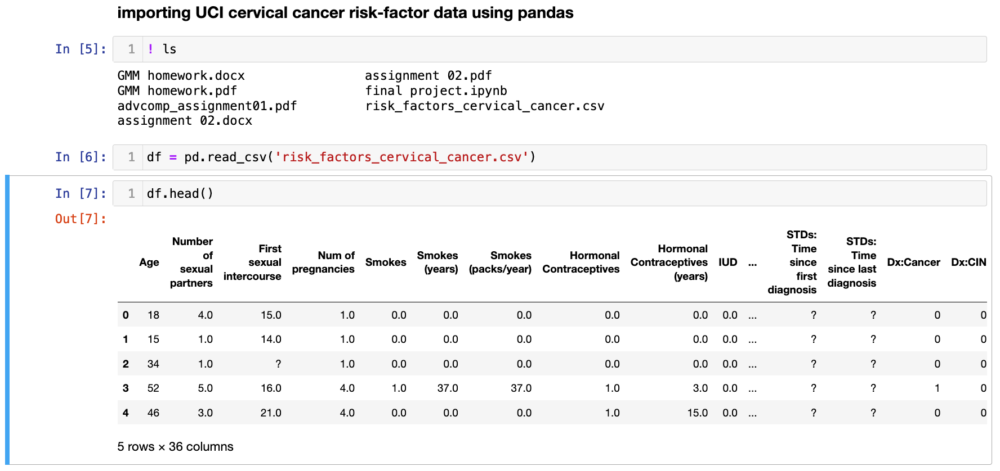 importing UCI cervical cancer risk-factor data using pandas
In [5]: 1 ! ls
GMM homework.docx assignment 02.pdf
GMM homework.pdf final project.ipynb
advcomp_assignment01.pdf risk_factors_cervical_cancer.csv
assignment 02.docx
In [6]: 1 df = pd.read_csv('risk_factors_cervical_cancer.csv')
In [7]: 1 df.head()
Out[7]:
Age Number of sexual partners First sexual intercourse Num of pregnancies Smokes Smokes (years) Smokes (packs/year) Hormonal Contraceptives Hormonal Contraceptives (years) IUD ... STDs: Time since first diagnosis STDs: Time since last diagnosis Dx:Cancer Dx:CIN
0 18 4.0 15.0 1.0 0.0 0.0 0.0 0.0 0.0 0.0 ... ? ? 0 0
1 15 1.0 14.0 1.0 0.0 0.0 0.0 0.0 0.0 0.0 ... ? ? 0 0
2 34 1.0 ? 1.0 0.0 0.0 0.0 0.0 0.0 0.0 ... ? ? 0 0
3 52 5.0 16.0 4.0 1.0 37.0 37.0 1.0 3.0 0.0 ... ? ? 1 0
4 46 3.0 21.0 4.0 0.0 0.0 0.0 1.0 15.0 0.0 ... ? ? 0 0
5 rows × 36 columns